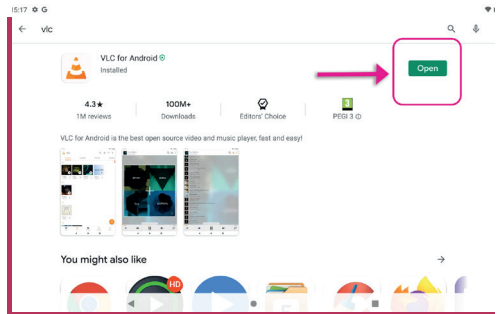 15:17 G
vlc
VLC for Android
Installed
Open
4.3★
1M reviews
100M+
Downloads
Editors' Choice
3
PEGI 3
VLC for Android is the best open source video and music player, fast and easy!
You might also like
HD